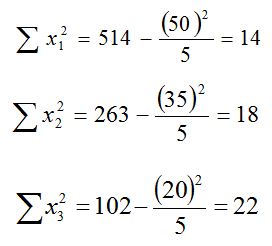 ∑ x₁² = 514 − (50)²/5 = 14
∑ x₂² = 263 − (35)²/5 = 18
∑ x₃² = 102 − (20)²/5 = 22